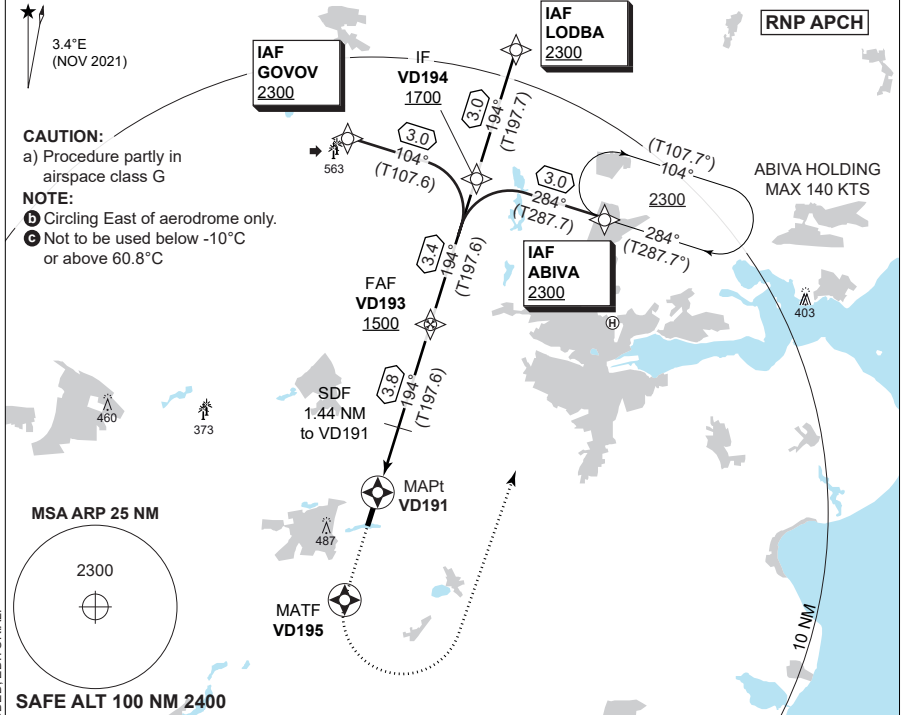 3.4°E
(NOV 2021)
IAF
GOVOV
2300
IF
VD194
1700
IAF
LODBA
2300
RNP APCH
3.0
194°
(T197.7)
CAUTION:
a) Procedure partly in
airspace class G
NOTE:
b Circling East of aerodrome only.
c Not to be used below -10°C
or above 60.8°C
563
3.0
104°
(T107.6)
3.0
284°
(T287.7)
(T107.7°)
104°
2300
284°
(T287.7°)
ABIVA HOLDING
MAX 140 KTS
IAF
ABIVA
2300
3.4
194°
(T197.6)
FAF
VD193
1500
H
403
3.8
194°
(T197.6)
SDF
1.44 NM
to VD191
460
373
MAPt
VD191
487
MATF
VD195
MSA ARP 25 NM
2300
10 NM
SAFE ALT 100 NM 2400